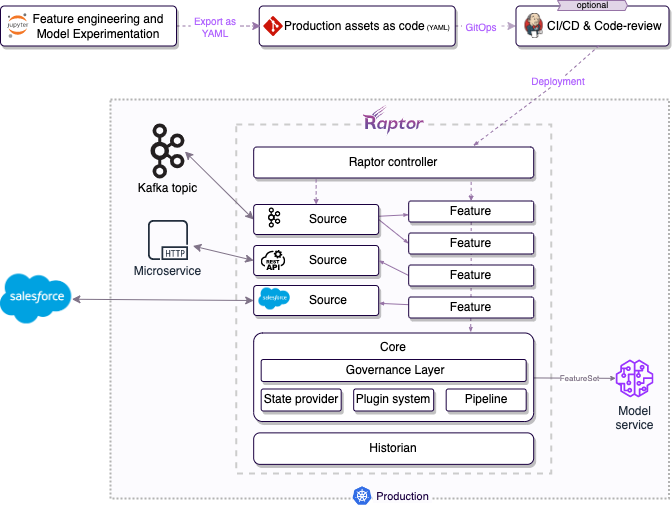 optional
jupyter
Feature engineering and
Model Experimentation
Export as
YAML
Production assets as code (YAML)
GitOps
CI/CD & Code-review
Deployment
Raptor
Raptor controller
Kafka topic
Source
Feature
Feature
HTTP
Microservice
REST
API
Source
Feature
salesforce
salesforce
Source
Feature
Core
Governance Layer
State provider
Plugin system
Pipeline
FeatureSet
Model
service
Historian
Production